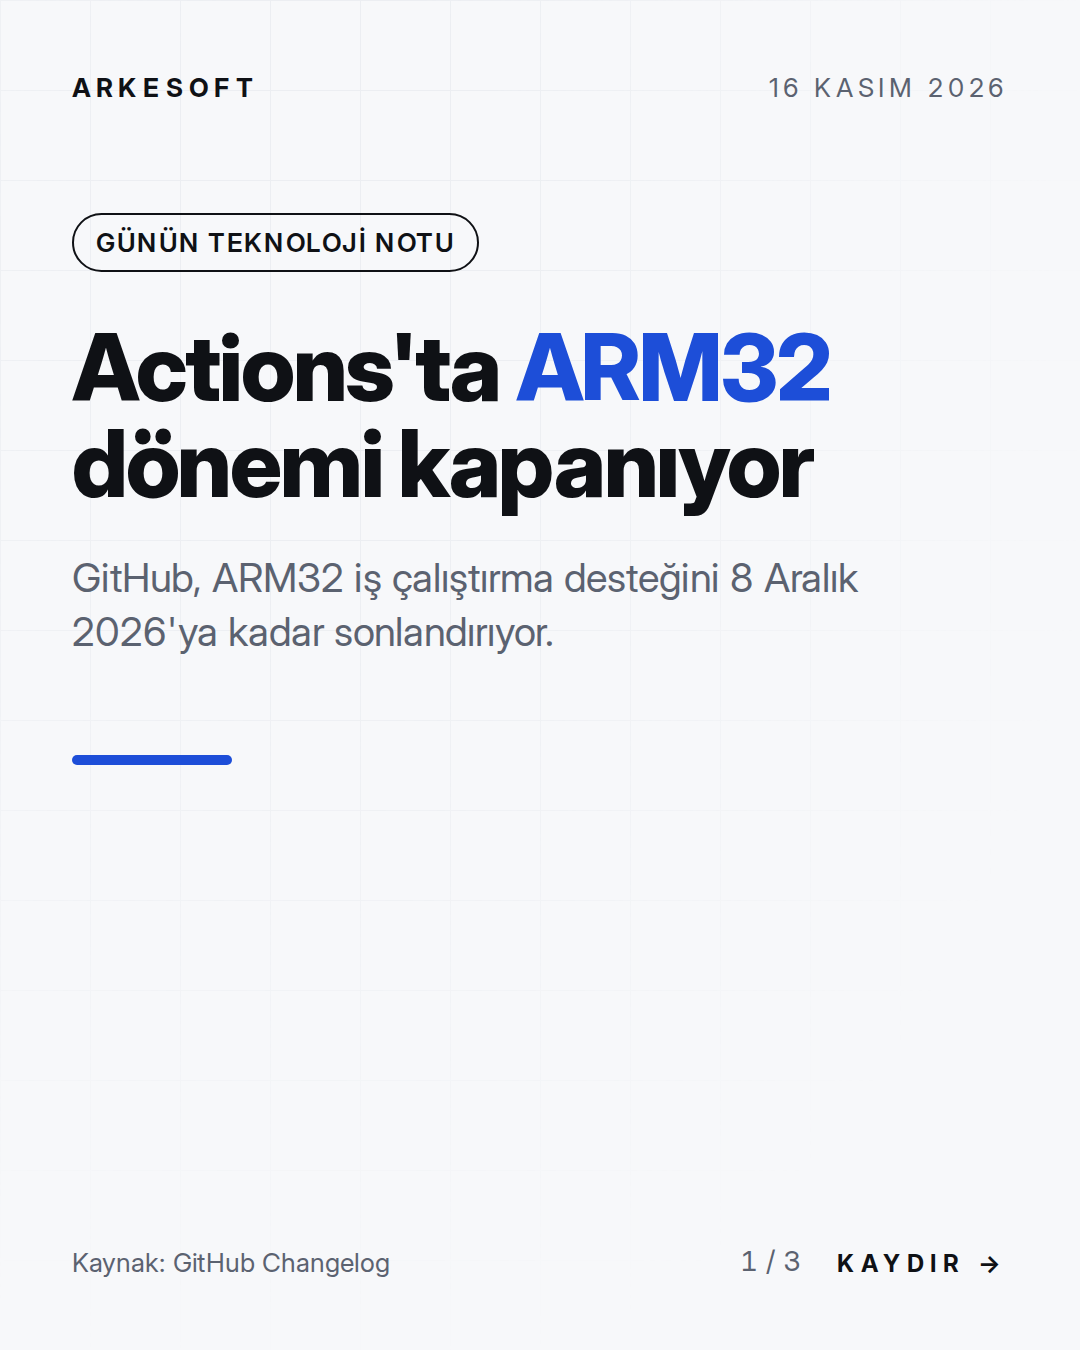 ARKESOFT
16 KASIM 2026
GÜNÜN TEKNOLOJİ NOTU
Actions'ta ARM32
dönemi kapanıyor
GitHub, ARM32 iş çalıştırma desteğini 8 Aralık
2026'ya kadar sonlandırıyor.
Kaynak: GitHub Changelog
1 / 3
KAYDIR →